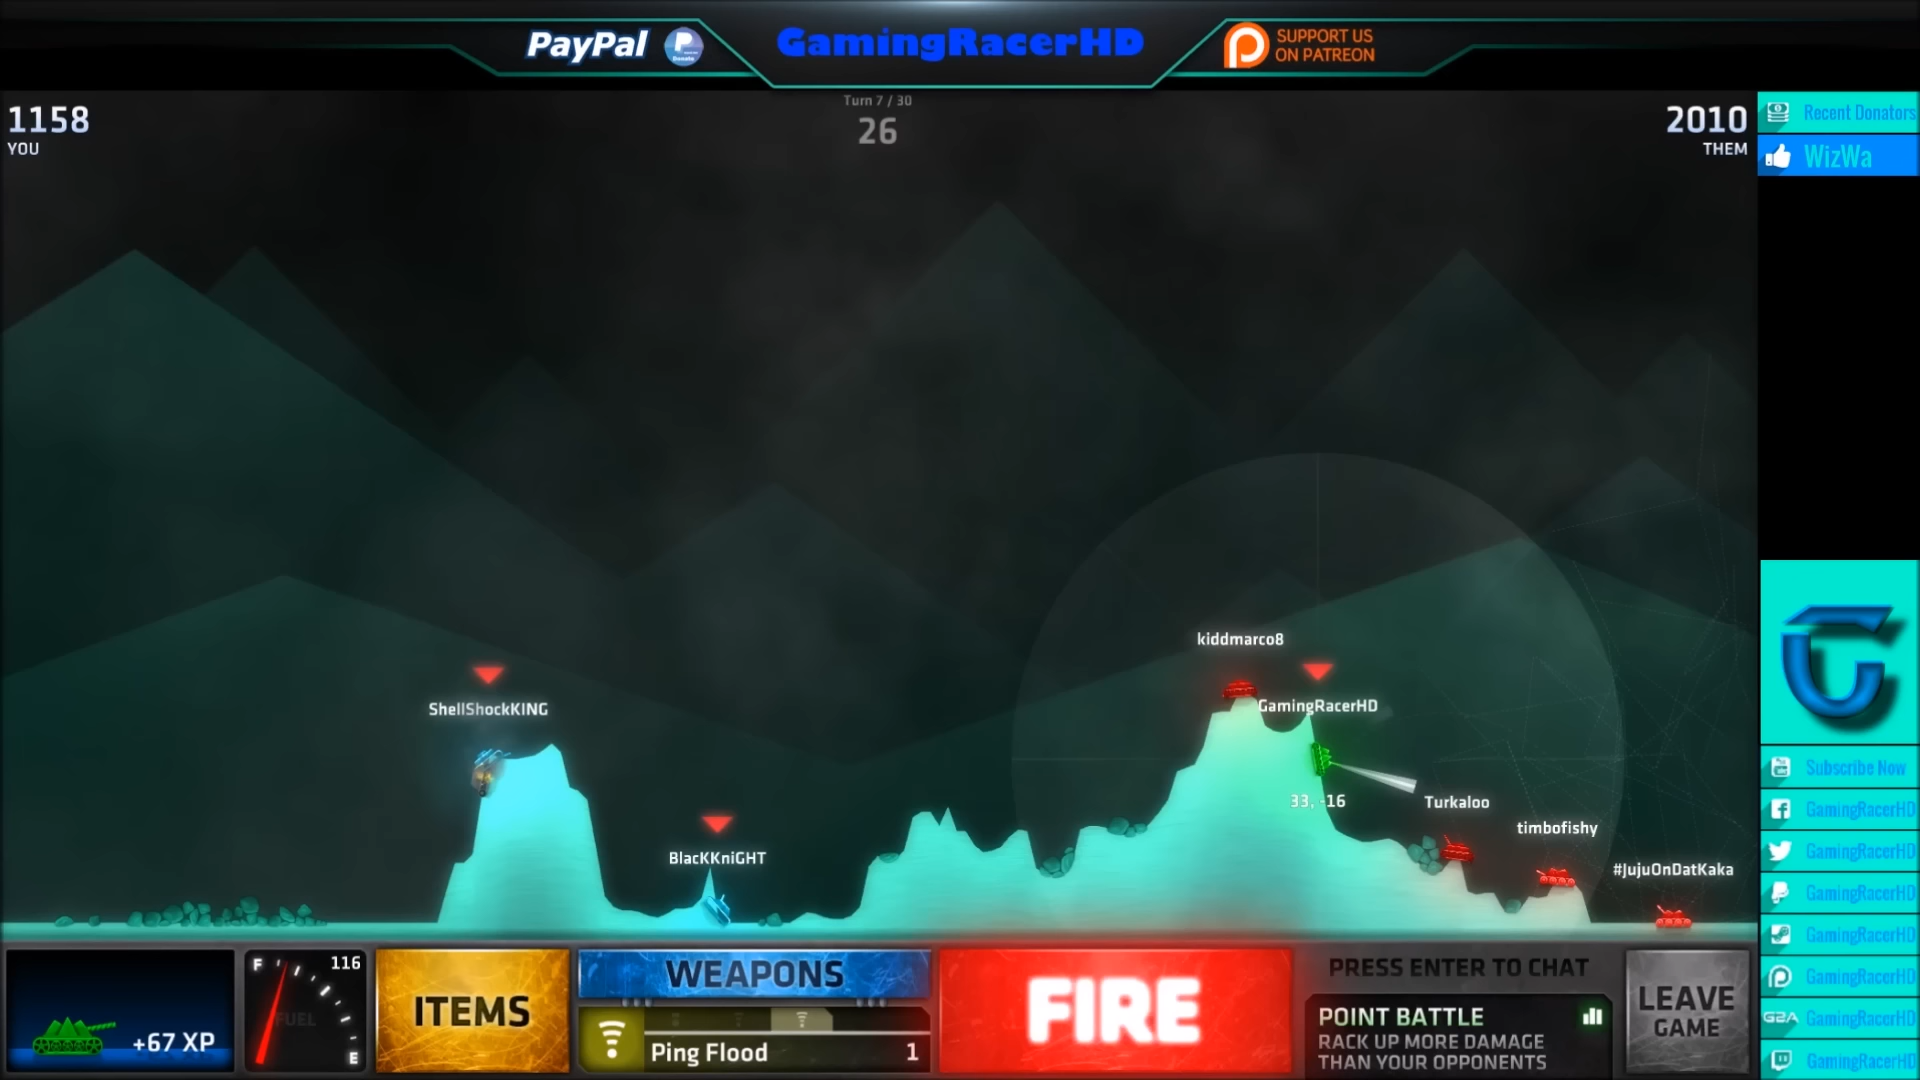 PayPal
Donate
GamingRacerHD
SUPPORT US
ON PATREON
1158
YOU
Turn 7 / 30
26
2010
THEM
Recent Donators
WizWa
kiddmarco8
ShellShockKING
GamingRacerHD
33, -16
Turkaloo
timbofishy
BlacKKniGHT
#JujuOnDatKaka
Subscribe Now
GamingRacerHD
GamingRacerHD
GamingRacerHD
GamingRacerHD
GamingRacerHD
G2A GamingRacerHD
GamingRacerHD
+67 XP
F
116
FUEL
E
ITEMS
WEAPONS
Ping Flood 1
FIRE
PRESS ENTER TO CHAT
POINT BATTLE
RACK UP MORE DAMAGE
THAN YOUR OPPONENTS
LEAVE
GAME